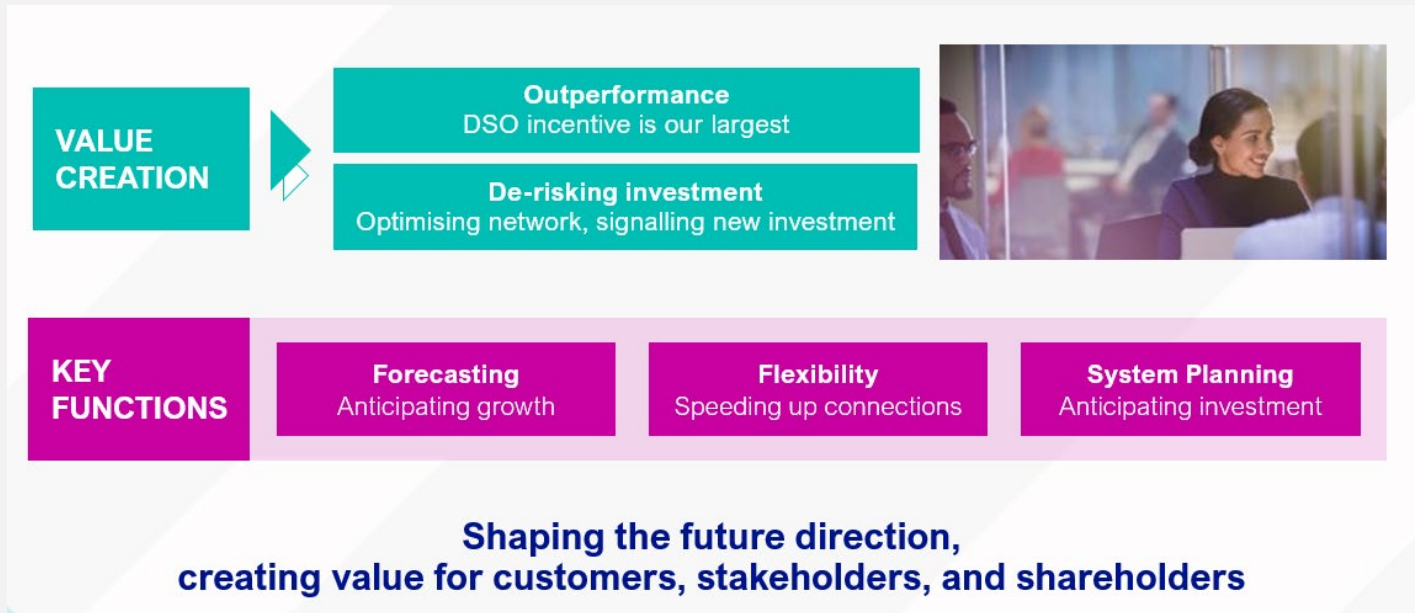 VALUE
CREATION
Outperformance
DSO incentive is our largest
De-risking investment
Optimising network, signalling new investment
KEY
FUNCTIONS
Forecasting
Anticipating growth
Flexibility
Speeding up connections
System Planning
Anticipating investment
Shaping the future direction,
creating value for customers, stakeholders, and shareholders